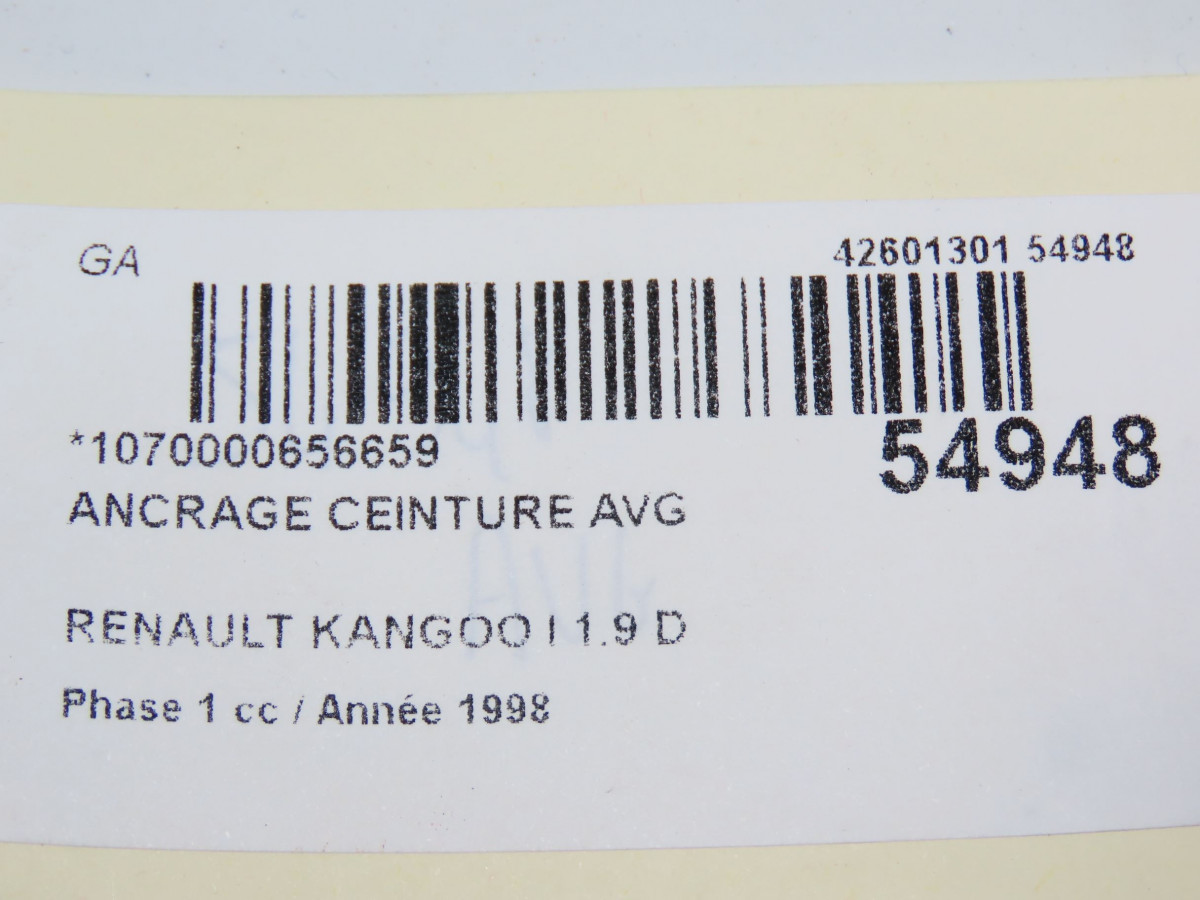 GA
42601301 54948
*1070000656659
54948
ANCRAGE CEINTURE AVG
RENAULT KANGOO I 1.9 D
Phase 1 cc / Année 1998